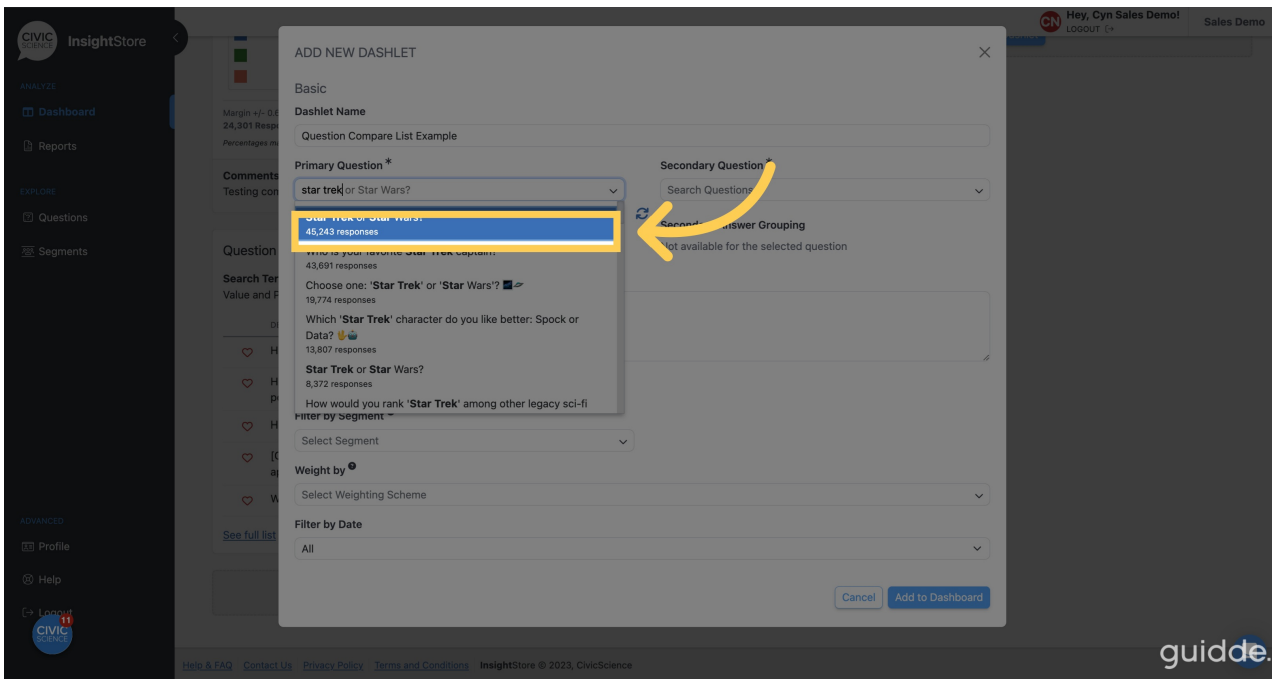 CIVIC
SCIENCE
InsightStore
Hey, Cyn Sales Demo!
CN
LOGOUT
Sales Demo
ANALYZE
Dashboard
Reports
EXPLORE
Questions
Segments
ADVANCED
Profile
Help
Logout
11
CIVIC
SCIENCE
Margin +/- 0.6
24,301 Resp
Percentages mu
Comments
Testing con
Question
Search Ter
Value and P
H
H
H
W
See full list
ADD NEW DASHLET
Basic
Dashlet Name
Question Compare List Example
Primary Question *
Secondary Question *
star trek or Star Wars?
Search Questions
Star Trek or Star Wars?
45,243 responses
Answer Grouping
Not available for the selected question
Who is your favorite Star Trek captain?
43,691 responses
Choose one: 'Star Trek' or 'Star Wars'?
19,774 responses
Which 'Star Trek' character do you like better: Spock or
Data?
13,807 responses
Star Trek or Star Wars?
8,372 responses
How would you rank 'Star Trek' among other legacy sci-fi
Filter by Segment
Select Segment
Weight by
Select Weighting Scheme
Filter by Date
All
Cancel
Add to Dashboard
Help & FAQ Contact Us Privacy Policy Terms and Conditions InsightStore © 2023, CivicScience
guidde.